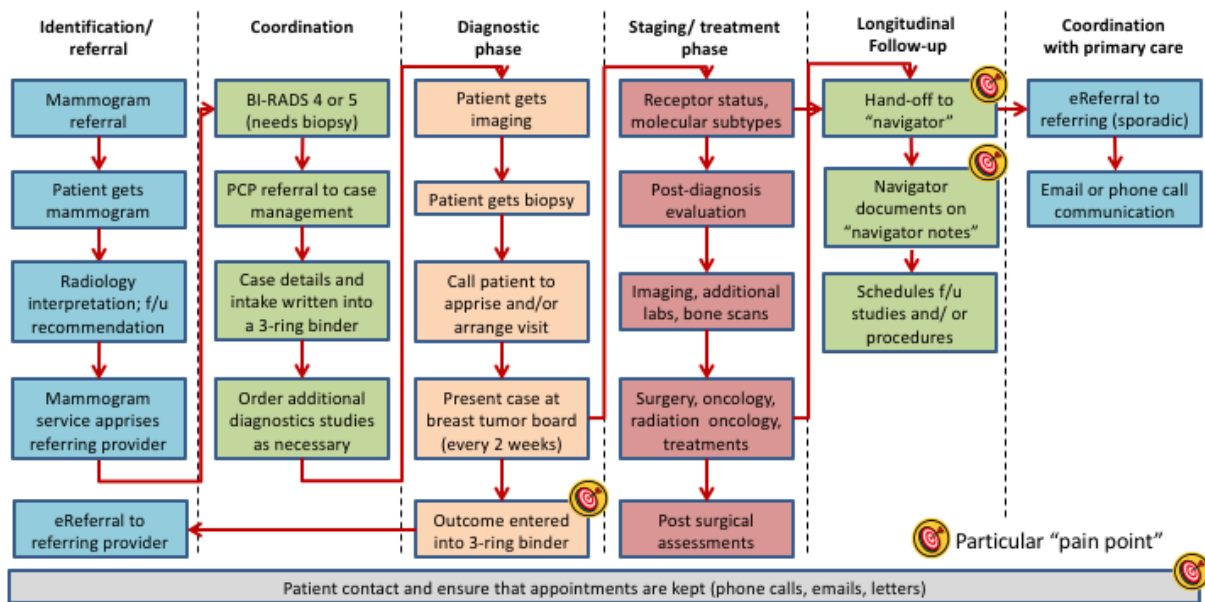 Identification/
referral
Coordination
Diagnostic
phase
Staging/ treatment
phase
Longitudinal
Follow-up
Coordination
with primary care
Mammogram
referral
Patient gets
mammogram
Radiology
interpretation; f/u
recommendation
Mammogram
service apprises
referring provider
eReferral to
referring provider
BI-RADS 4 or 5
(needs biopsy)
PCP referral to case
management
Case details and
intake written into
a 3-ring binder
Order additional
diagnostics studies
as necessary
Patient gets
imaging
Patient gets biopsy
Call patient to
apprise and/or
arrange visit
Present case at
breast tumor board
(every 2 weeks)
Outcome entered
into 3-ring binder
Receptor status,
molecular subtypes
Post-diagnosis
evaluation
Imaging, additional
labs, bone scans
Surgery, oncology,
radiation oncology,
treatments
Post surgical
assessments
Hand-off to
“navigator”
Navigator
documents on
“navigator notes”
Schedules f/u
studies and/ or
procedures
eReferral to
referring (sporadic)
Email or phone call
communication
Particular “pain point”
Patient contact and ensure that appointments are kept (phone calls, emails, letters)